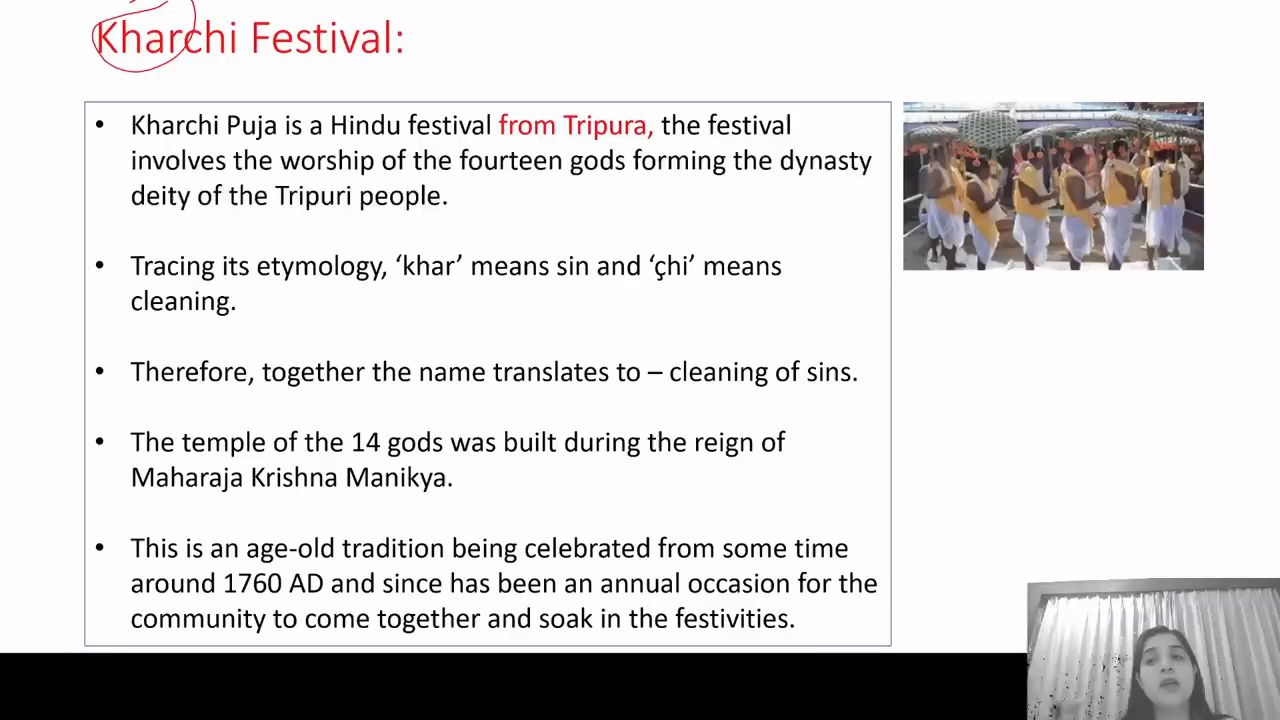 Kharchi Festival:
• Kharchi Puja is a Hindu festival from Tripura, the festival
involves the worship of the fourteen gods forming the dynasty
deity of the Tripuri people.
• Tracing its etymology, ‘khar’ means sin and ‘çhi’ means
cleaning.
• Therefore, together the name translates to – cleaning of sins.
• The temple of the 14 gods was built during the reign of
Maharaja Krishna Manikya.
• This is an age-old tradition being celebrated from some time
around 1760 AD and since has been an annual occasion for the
community to come together and soak in the festivities.